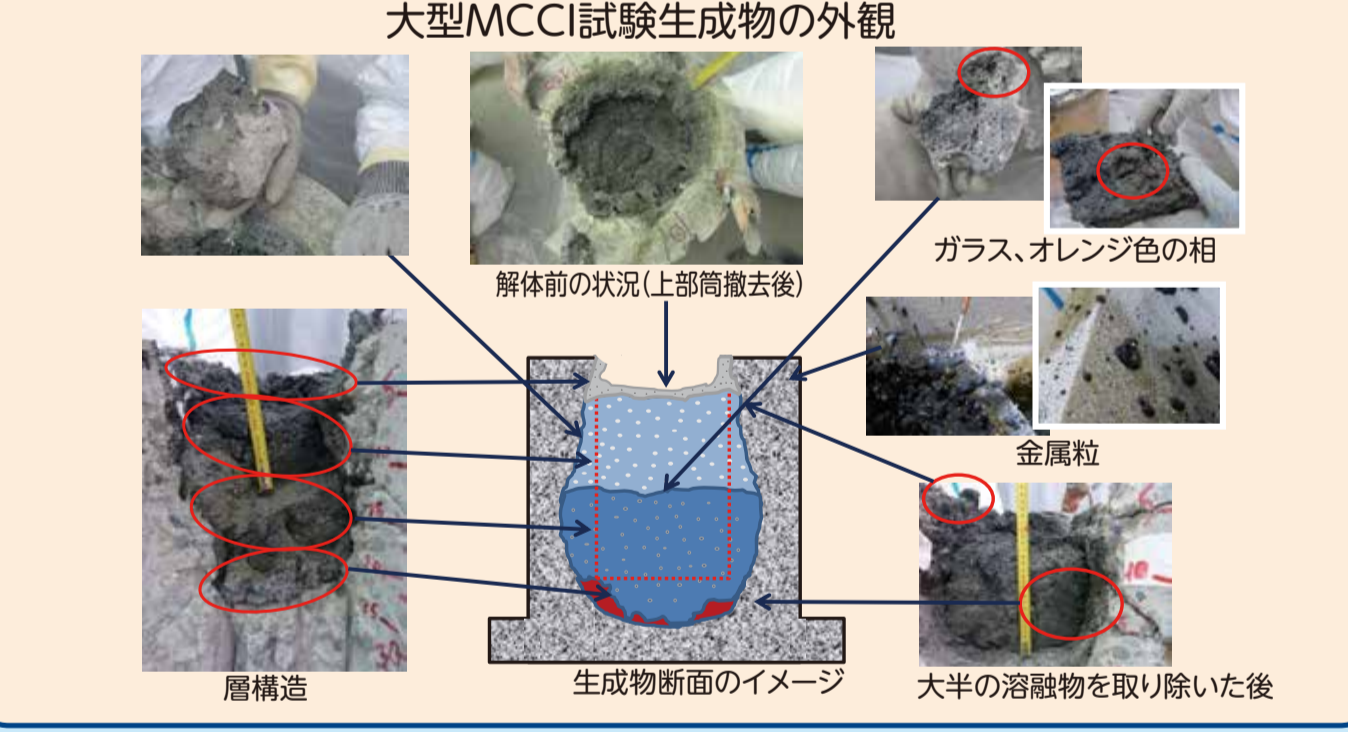 大型MCCI試験生成物の外観
解体前の状況(上部筒撤去後)
ガラス、オレンジ色の相
金属粒
層構造
生成物断面のイメージ
大半の溶融物を取り除いた後